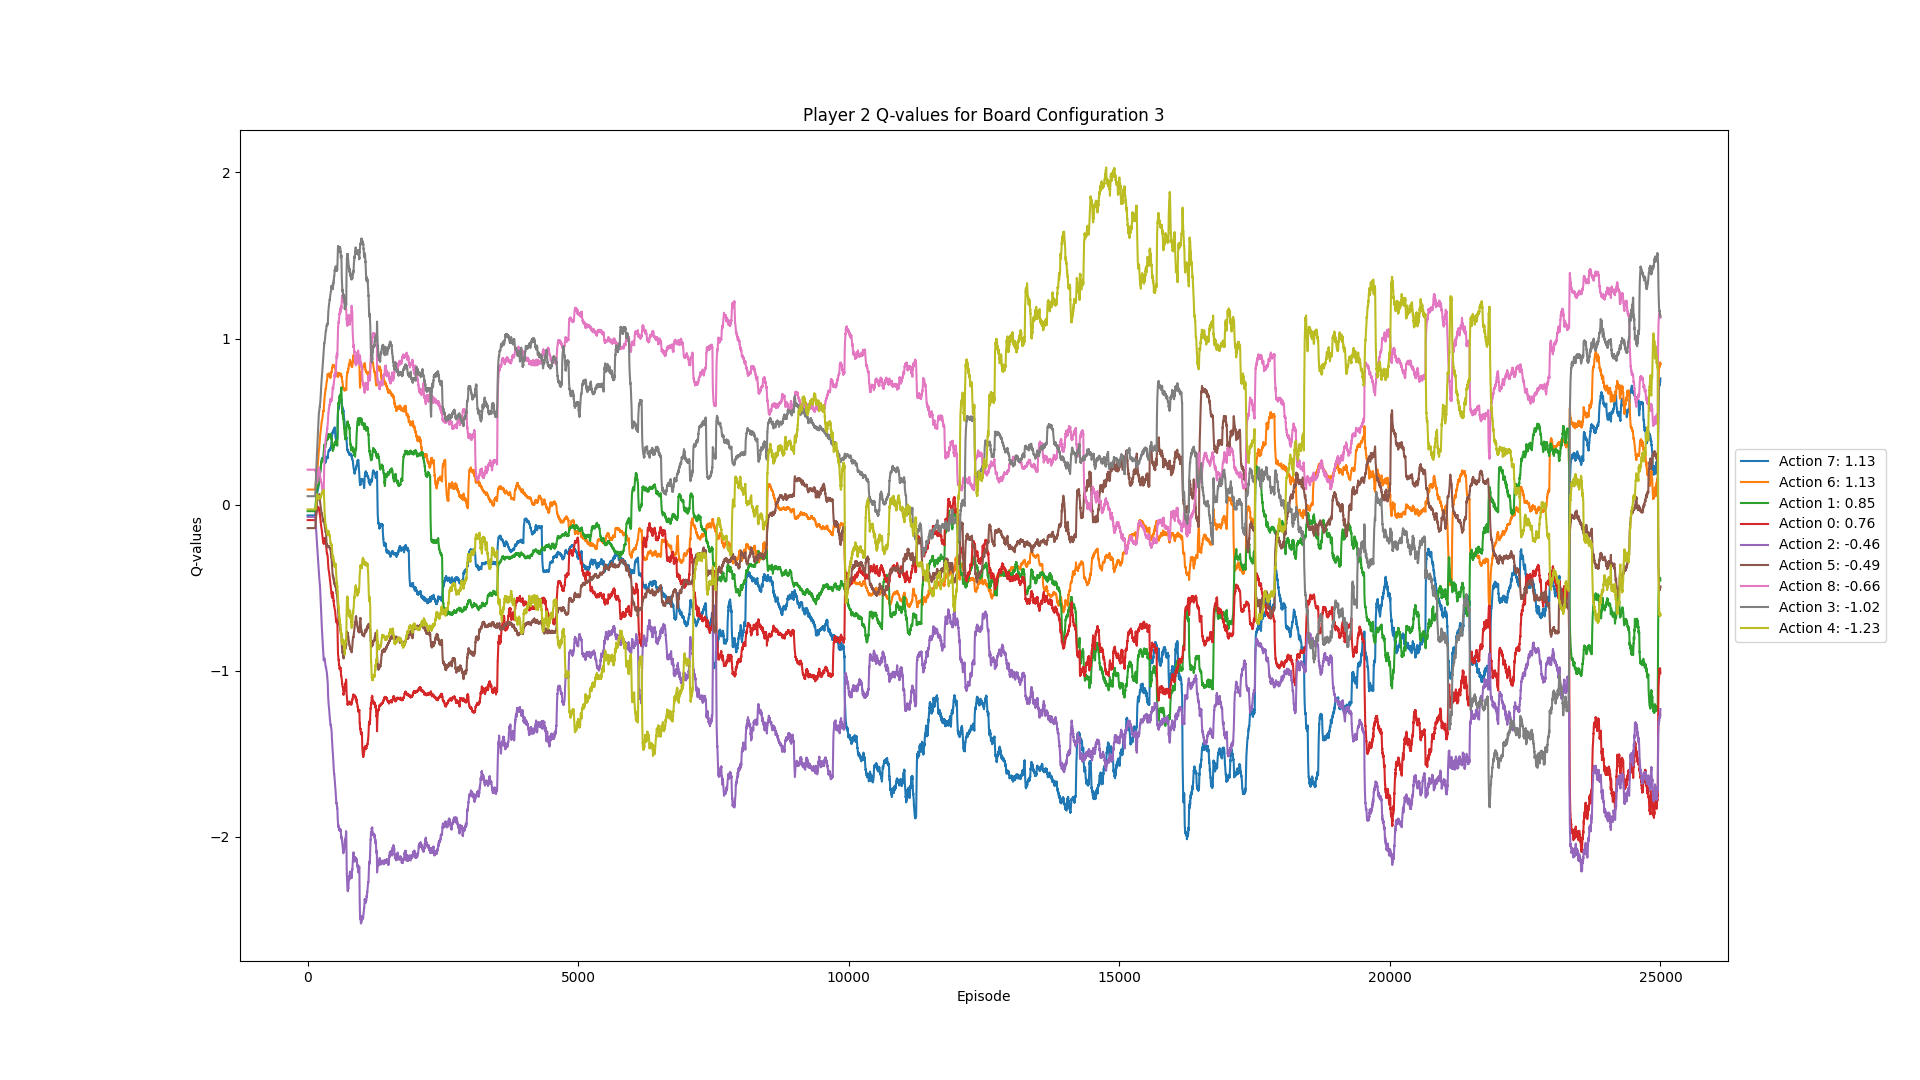 Player 2 Q-values for Board Configuration 3
2
1
0
−1
−2
Q-values
0
5000
10000
15000
20000
25000
Episode
Action 7: 1.13
Action 6: 1.13
Action 1: 0.85
Action 0: 0.76
Action 2: -0.46
Action 5: -0.49
Action 8: -0.66
Action 3: -1.02
Action 4: -1.23